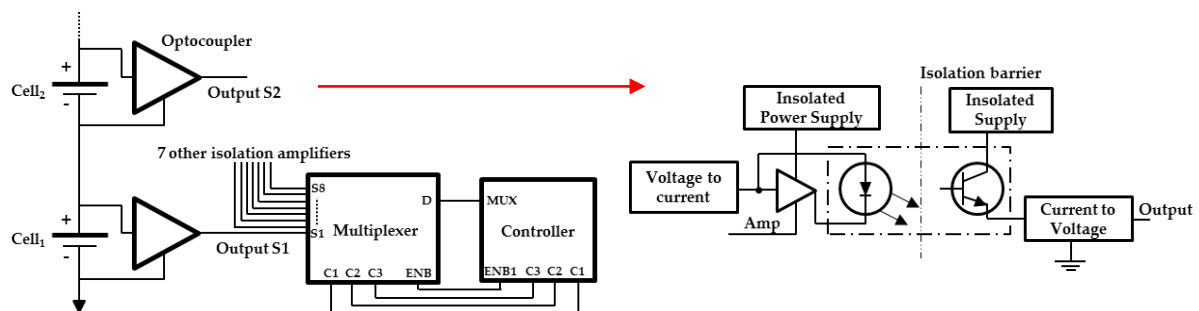 Optocoupler
+
Cell2
-
Output S2
7 other isolation amplifiers
+
Cell1
-
Output S1
S8
S1
D
Multiplexer
C1 C2 C3 ENB
MUX
Controller
ENB1 C3 C2 C1
Isolation barrier
Insolated
Power Supply
Insolated
Supply
Voltage to
current
Amp
Current to
Voltage
Output